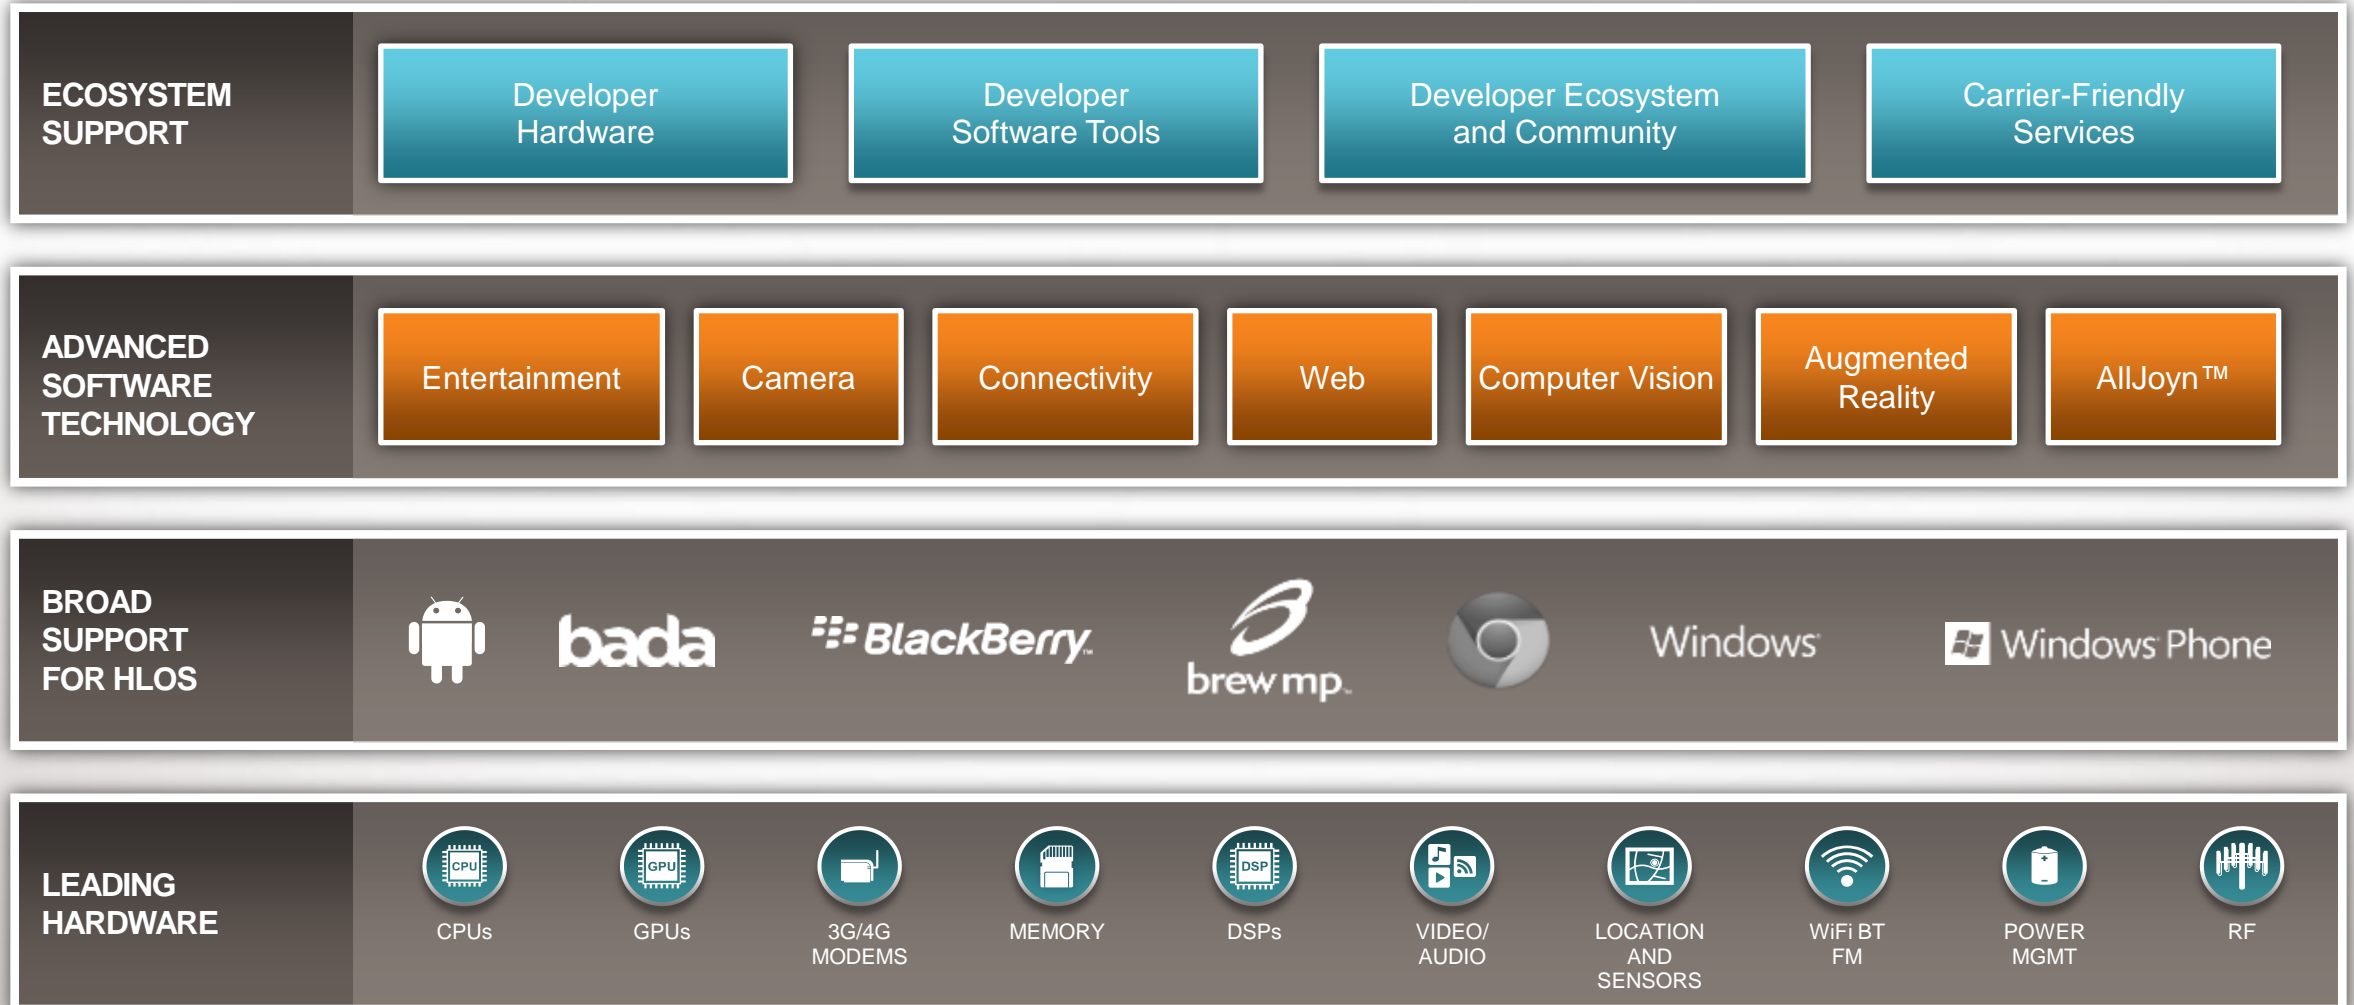 ECOSYSTEM
SUPPORT
Developer
Hardware
Developer
Software Tools
Developer Ecosystem
and Community
Carrier-Friendly
Services
ADVANCED
SOFTWARE
TECHNOLOGY
Entertainment
Camera
Connectivity
Web
Computer Vision
Augmented
Reality
AllJoyn™
BROAD
SUPPORT
FOR HLOS
bada
BlackBerry
brew mp™
Windows
Windows Phone
LEADING
HARDWARE
CPU
GPU
DSP
CPUs
GPUs
3G/4G
MODEMS
MEMORY
DSPs
VIDEO/
AUDIO
LOCATION
AND
SENSORS
WiFi BT
FM
POWER
MGMT
RF